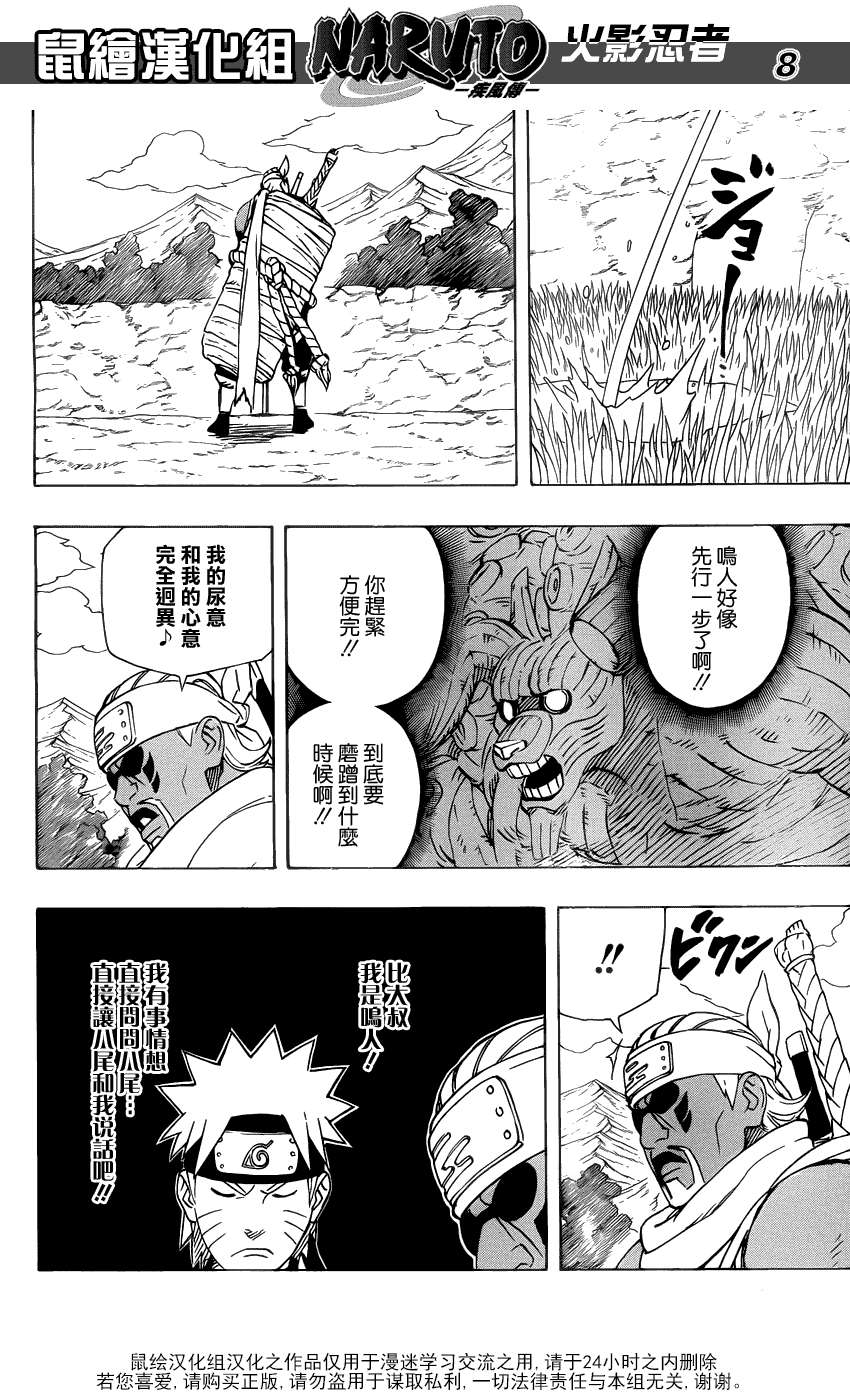 鼠繪漢化組
NARUTO
疾風傳
火影忍者
8
ジョー
鳴人好像
先行一步了啊!!
你趕緊
方便完!!
到底要
磨蹭到什麼
時候啊!!
我的尿意
和我的心意
完全迥異♪
ビクン
!!
比大叔
我是鳴人!
我有事情想
直接問問八尾…
直接讓八尾和我说話吧!!
鼠绘汉化组汉化之作品仅用于漫迷学习交流之用,请于24小时之内删除
若您喜爱,请购买正版,请勿盗用于谋取私利,一切法律责任与本组无关,谢谢。